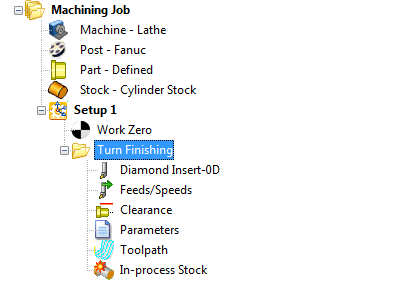 Machining Job
Machine - Lathe
Post - Fanuc
Part - Defined
Stock - Cylinder Stock
Setup 1
Work Zero
Turn Finishing
Diamond Insert-0D
Feeds/Speeds
Clearance
Parameters
Toolpath
In-process Stock